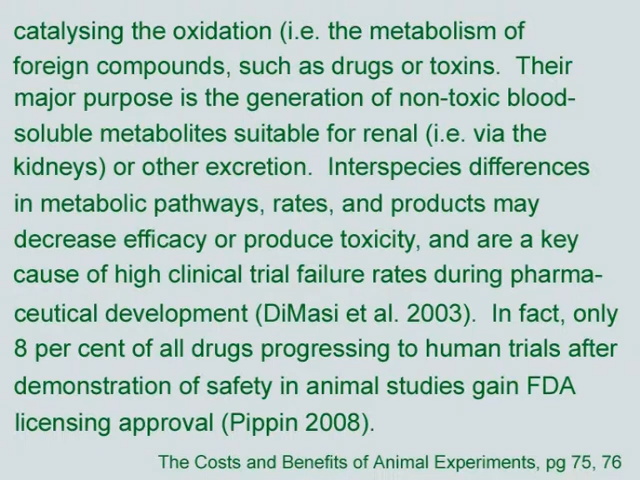 catalysing the oxidation (i.e. the metabolism of
foreign compounds, such as drugs or toxins.  Their
major purpose is the generation of non-toxic blood-
soluble metabolites suitable for renal (i.e. via the
kidneys) or other excretion.  Interspecies differences
in metabolic pathways, rates, and products may
decrease efficacy or produce toxicity, and are a key
cause of high clinical trial failure rates during pharma-
ceutical development (DiMasi et al. 2003).  In fact, only
8 per cent of all drugs progressing to human trials after
demonstration of safety in animal studies gain FDA
licensing approval (Pippin 2008).
The Costs and Benefits of Animal Experiments, pg 75, 76